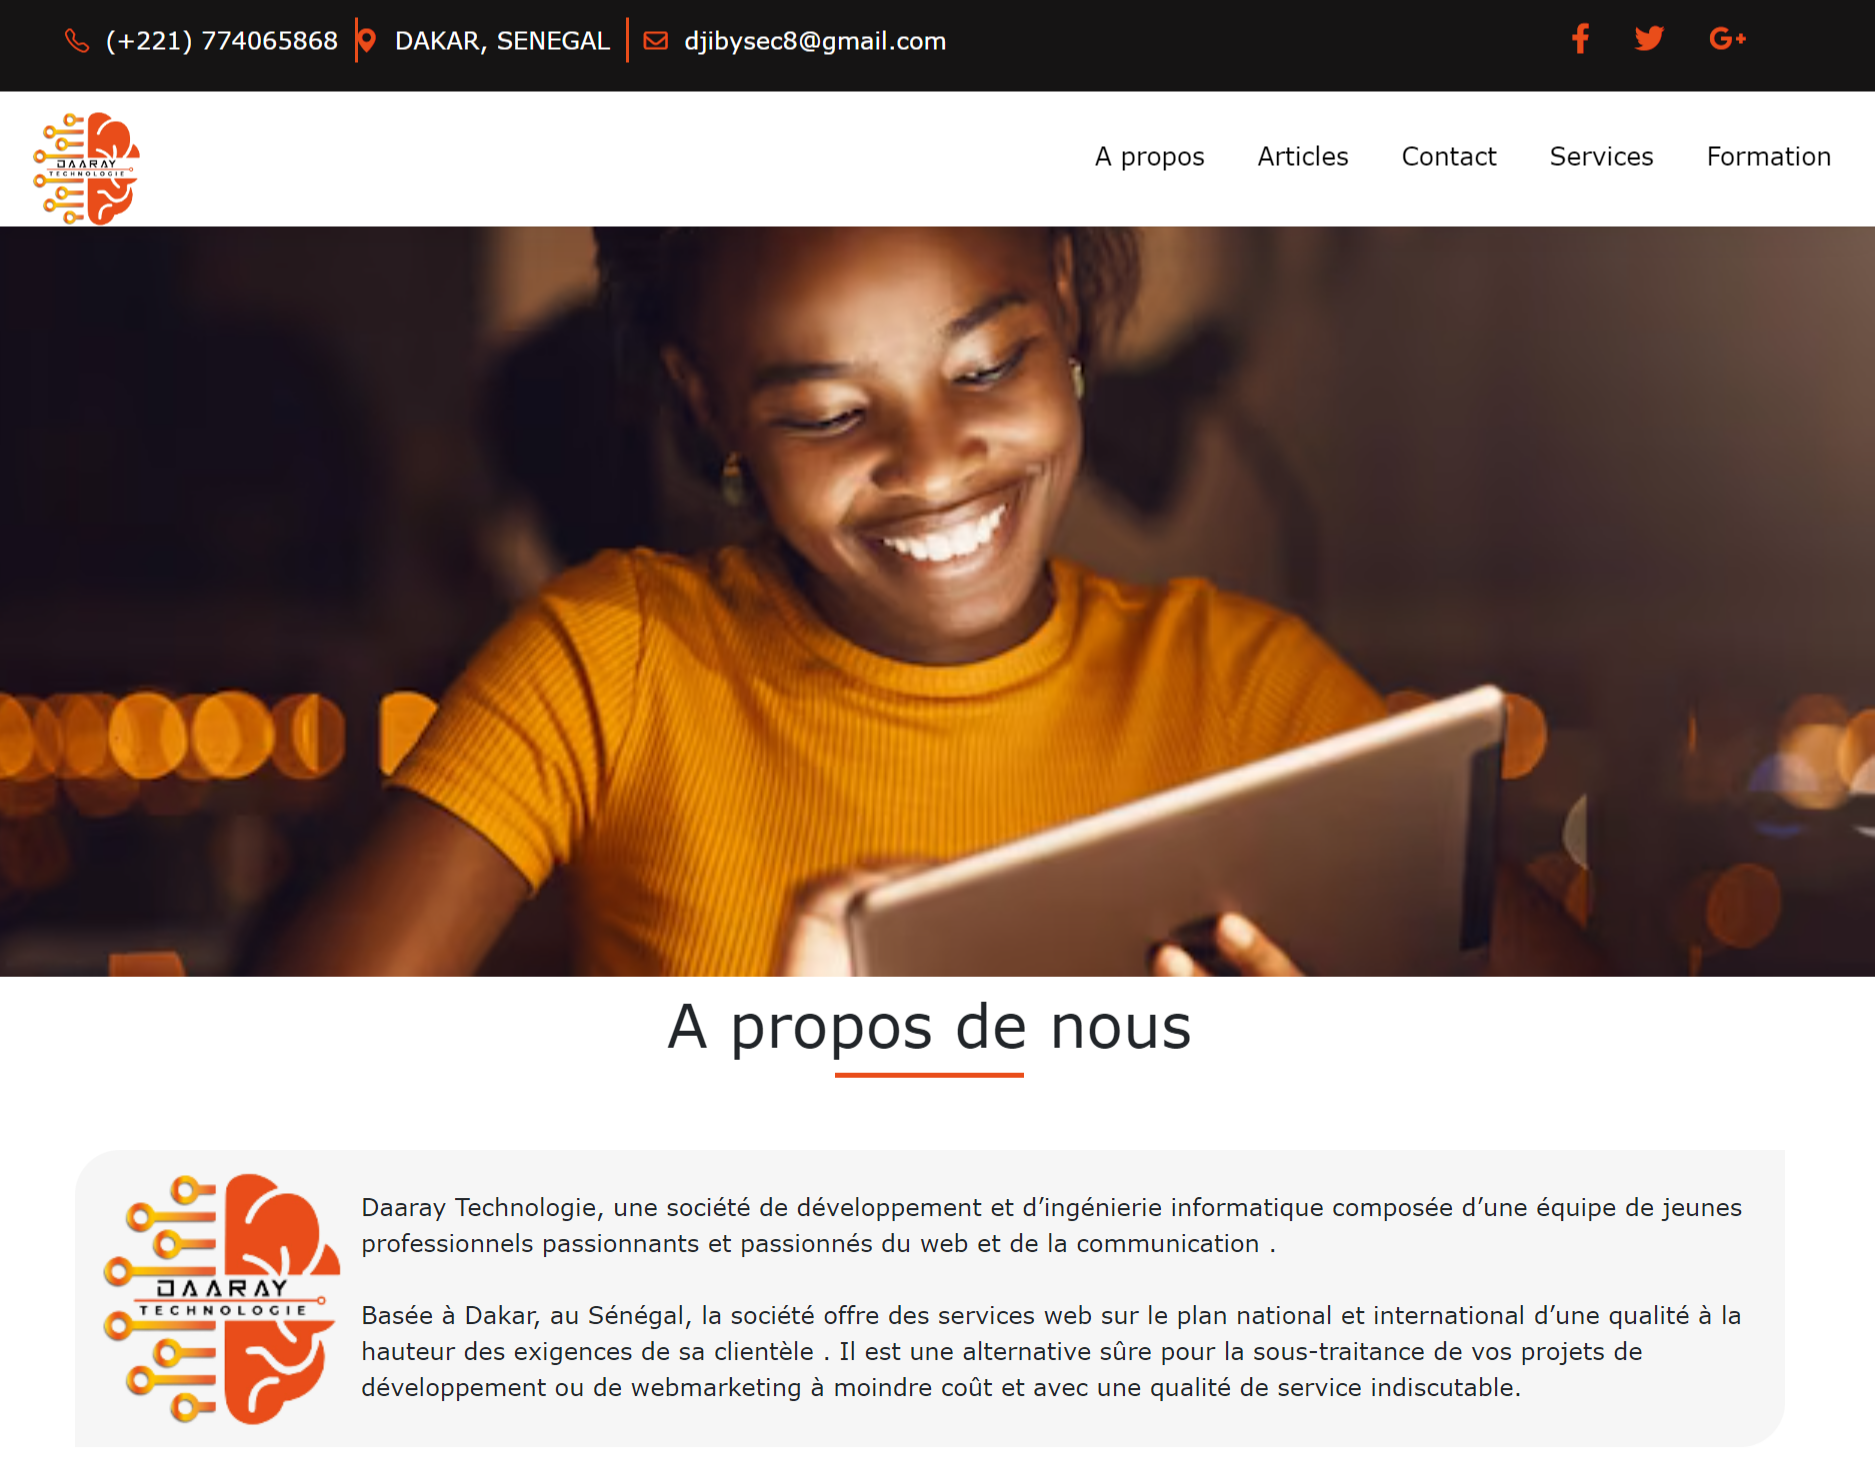 (+221) 774065868
DAKAR, SENEGAL
djibysec8@gmail.com
DAARAY
TECHNOLOGIE
A propos
Articles
Contact
Services
Formation
A propos de nous
DAARAY
TECHNOLOGIE
Daaray Technologie, une société de développement et d’ingénierie informatique composée d’une équipe de jeunes
professionnels passionnants et passionnés du web et de la communication .
Basée à Dakar, au Sénégal, la société offre des services web sur le plan national et international d’une qualité à la
hauteur des exigences de sa clientèle . Il est une alternative sûre pour la sous-traitance de vos projets de
développement ou de webmarketing à moindre coût et avec une qualité de service indiscutable.